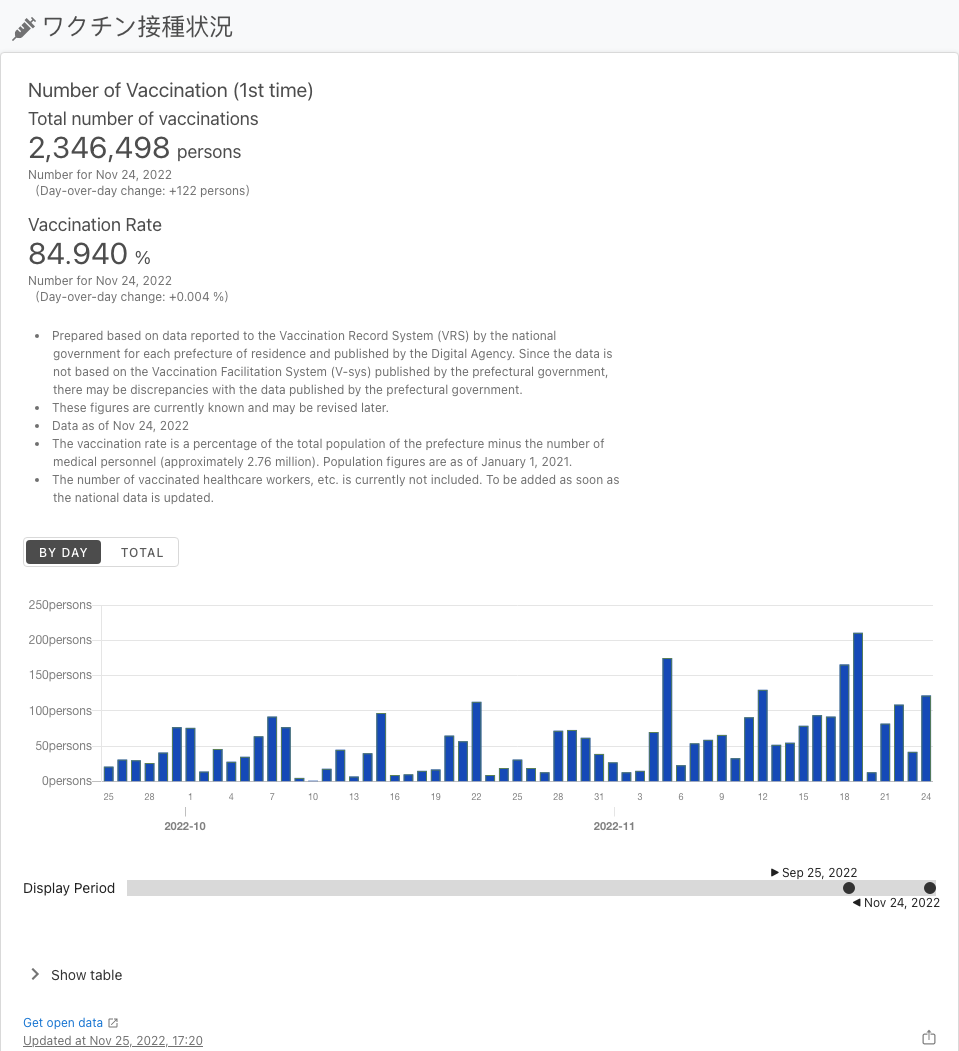 ワクチン接種状況
Number of Vaccination (1st time)
Total number of vaccinations
2,346,498 persons
Number for Nov 24, 2022
(Day-over-day change: +122 persons)
Vaccination Rate
84.940 %
Number for Nov 24, 2022
(Day-over-day change: +0.004 %)
• Prepared based on data reported to the Vaccination Record System (VRS) by the national
government for each prefecture of residence and published by the Digital Agency. Since the data is
not based on the Vaccination Facilitation System (V-sys) published by the prefectural government,
there may be discrepancies with the data published by the prefectural government.
• These figures are currently known and may be revised later.
• Data as of Nov 24, 2022
• The vaccination rate is a percentage of the total population of the prefecture minus the number of
medical personnel (approximately 2.76 million). Population figures are as of January 1, 2021.
• The number of vaccinated healthcare workers, etc. is currently not included. To be added as soon as
the national data is updated.
BY DAY TOTAL
250persons
200persons
150persons
100persons
50persons
0persons
25 28 1 4 7 10 13 16 19 22 25 28 31 3 6 9 12 15 18 21 24
2022-10 2022-11
▶ Sep 25, 2022
Display Period
◀ Nov 24, 2022
Show table
Get open data
Updated at Nov 25, 2022, 17:20